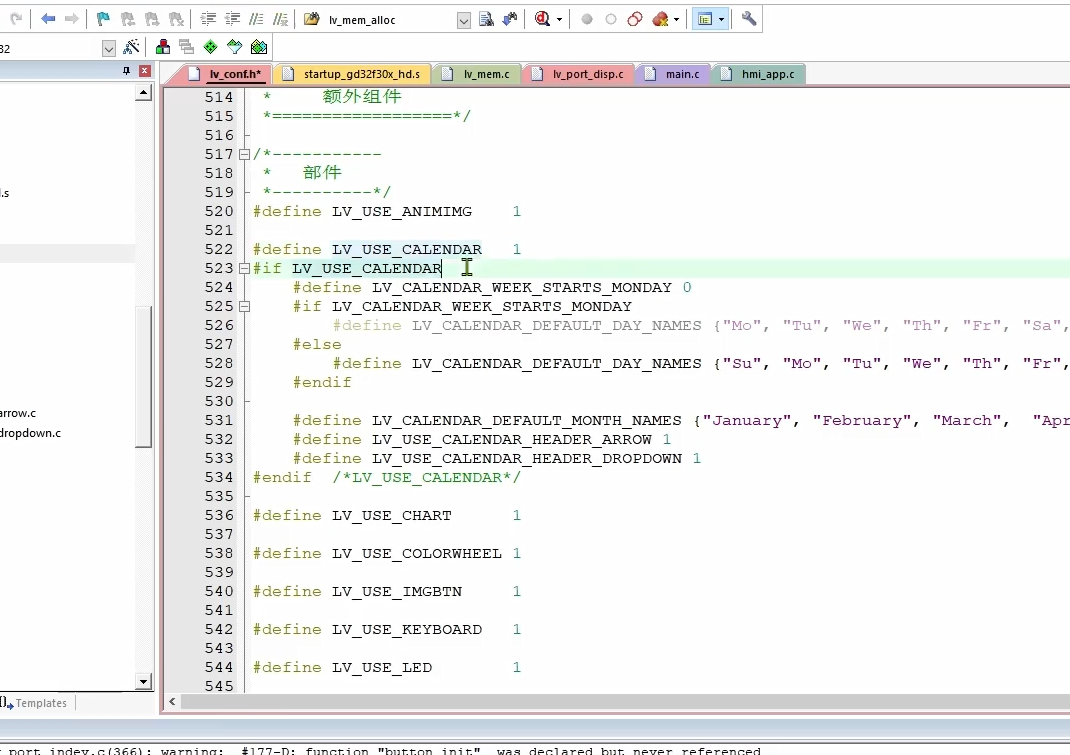 lv_mem_alloc
32
lv_conf.h* startup_gd32f30x_hd.s lv_mem.c lv_port_disp.c main.c hmi_app.c
514 * 额外组件
515 *==================*/
516
517 /*-----------
518 * 部件
519 *----------*/
520 #define LV_USE_ANIMIMG 1
521
522 #define LV_USE_CALENDAR 1
523 #if LV_USE_CALENDAR
524 #define LV_CALENDAR_WEEK_STARTS_MONDAY 0
525 #if LV_CALENDAR_WEEK_STARTS_MONDAY
526 #define LV_CALENDAR_DEFAULT_DAY_NAMES {"Mo", "Tu", "We", "Th", "Fr", "Sa",
527 #else
528 #define LV_CALENDAR_DEFAULT_DAY_NAMES {"Su", "Mo", "Tu", "We", "Th", "Fr",
529 #endif
530
531 #define LV_CALENDAR_DEFAULT_MONTH_NAMES {"January", "February", "March", "Apr
532 #define LV_USE_CALENDAR_HEADER_ARROW 1
533 #define LV_USE_CALENDAR_HEADER_DROPDOWN 1
534 #endif /*LV_USE_CALENDAR*/
535
536 #define LV_USE_CHART 1
537
538 #define LV_USE_COLORWHEEL 1
539
540 #define LV_USE_IMGBTN 1
541
542 #define LV_USE_KEYBOARD 1
543
544 #define LV_USE_LED 1
545
d.s
arrow.c
dropdown.c
Templates
port_indev.c(366): warning: #177-D: function "button_init" was declared but never referenced